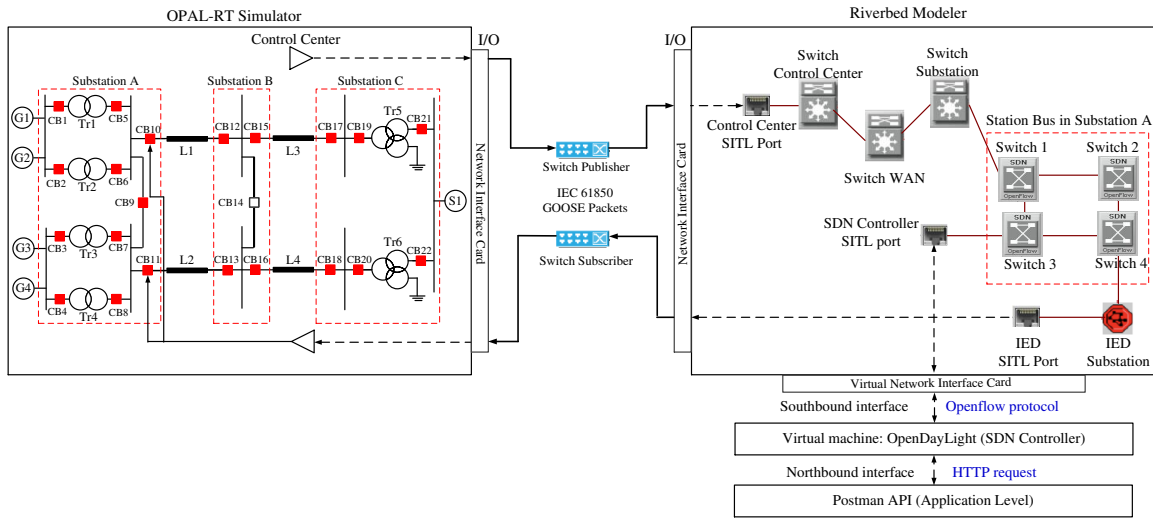 OPAL-RT Simulator
Control Center
I/O
Substation A
Substation B
Substation C
G1
CB1
Tr1
CB5
G2
CB2
Tr2
CB6
CB10
L1
CB12
CB15
L3
CB17
CB19
Tr5
CB21
CB9
CB14
S1
G3
CB3
Tr3
CB7
G4
CB4
Tr4
CB8
CB11
L2
CB13
CB16
L4
CB18
CB20
Tr6
CB22
Network Interface Card
Switch Publisher
IEC 61850
GOOSE Packets
Switch Subscriber
Riverbed Modeler
I/O
Network Interface Card
Switch
Control Center
Switch
Substation
Control Center
SITL Port
Switch WAN
Station Bus in Substation A
Switch 1
Switch 2
SDN
OpenFlow
SDN
OpenFlow
SDN Controller
SITL port
SDN
OpenFlow
SDN
OpenFlow
Switch 3
Switch 4
IED
SITL Port
IED
Substation
Virtual Network Interface Card
Southbound interface
Openflow protocol
Virtual machine: OpenDayLight (SDN Controller)
Northbound interface
HTTP request
Postman API (Application Level)